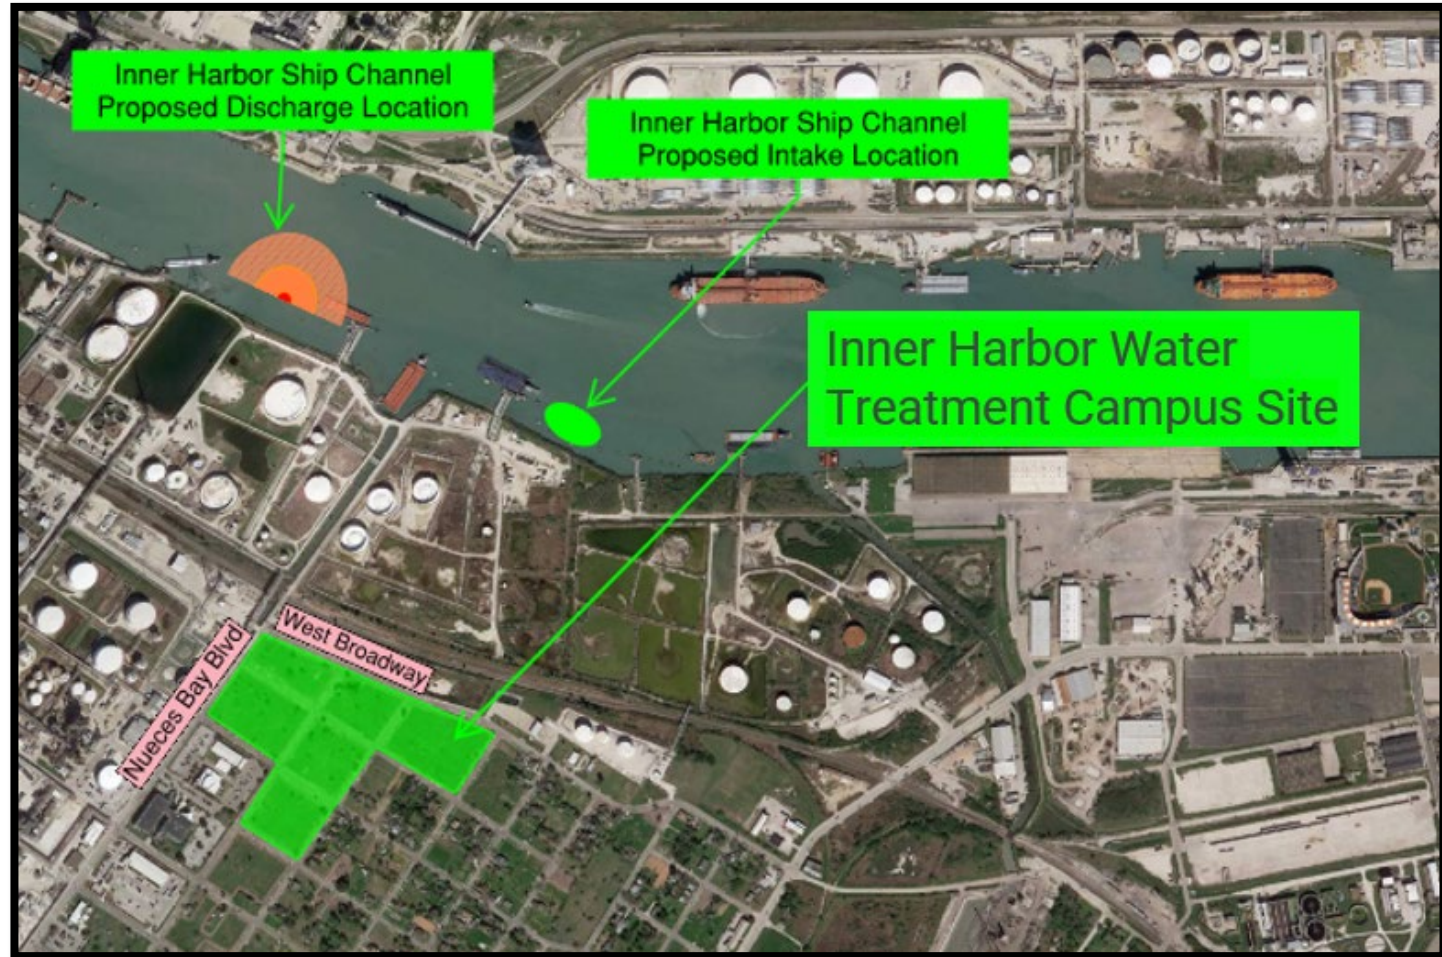 Inner Harbor Ship Channel
Proposed Discharge Location
Inner Harbor Ship Channel
Proposed Intake Location
Inner Harbor Water
Treatment Campus Site
West Broadway
Nueces Bay Blvd